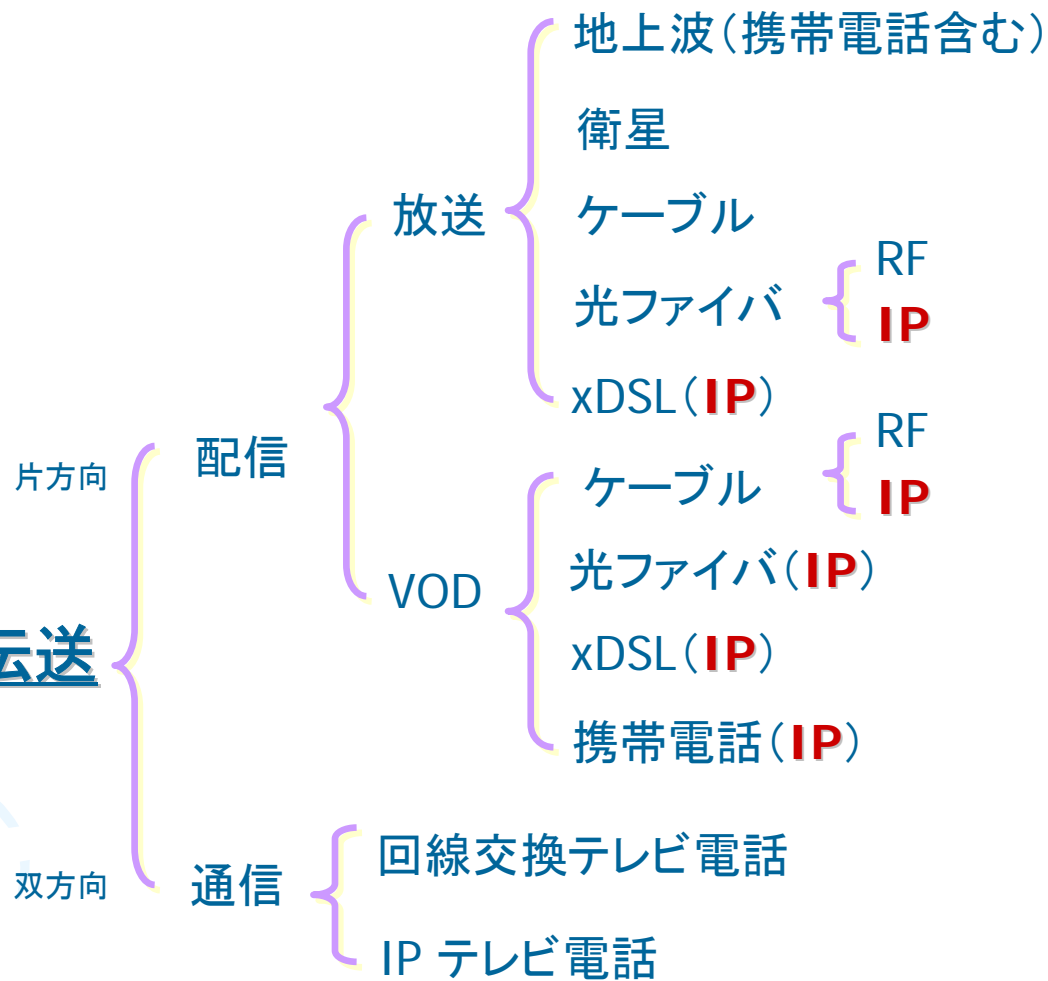 地上波（携帯電話含む）
衛星
放送
ケーブル
RF
光ファイバ
IP
xDSL（IP）
片方向
配信
RF
ケーブル
IP
VOD
光ファイバ（IP）
xDSL（IP）
伝送
携帯電話（IP）
双方向
通信
回線交換テレビ電話
IP テレビ電話